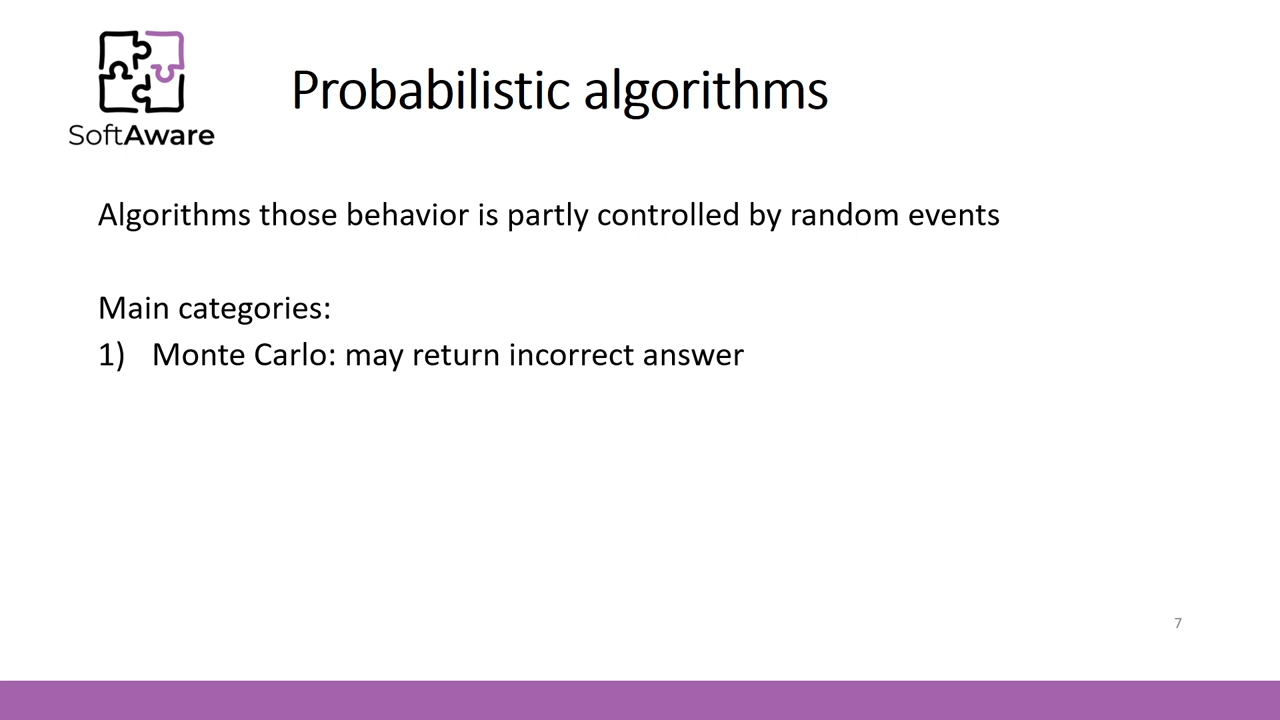 SoftAware
Probabilistic algorithms
Algorithms those behavior is partly controlled by random events
Main categories:
1) Monte Carlo: may return incorrect answer
7